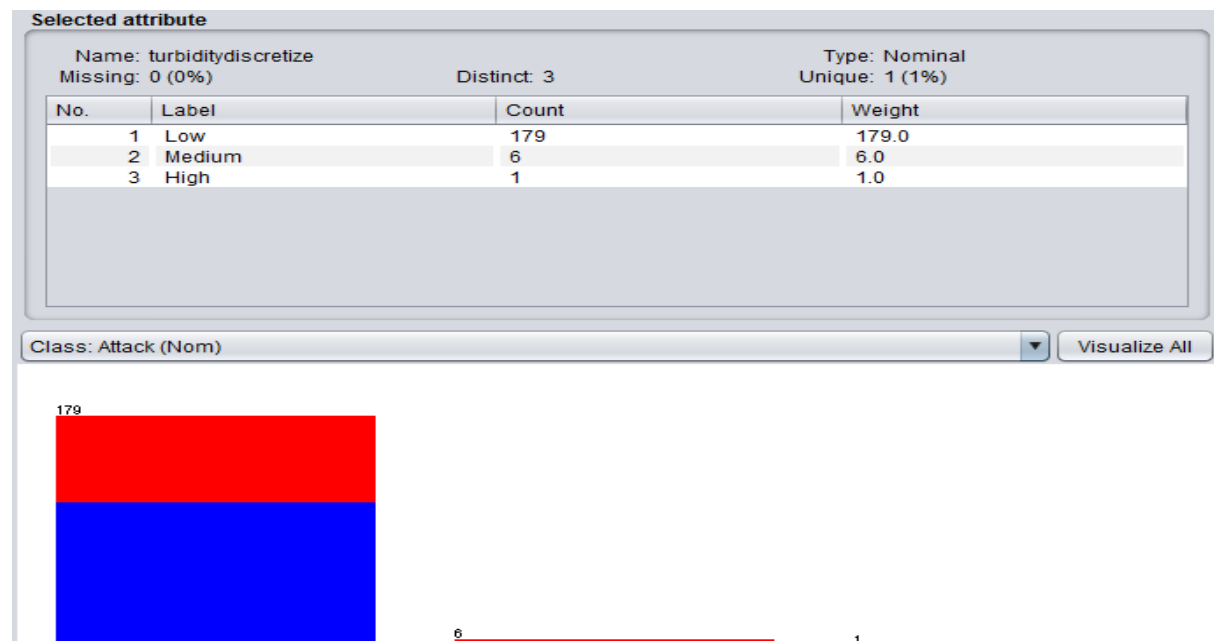 Selected attribute
Name: turbiditydiscretize Type: Nominal
Missing: 0 (0%) Distinct: 3 Unique: 1 (1%)
No. Label Count Weight
1 Low 179 179.0
2 Medium 6 6.0
3 High 1 1.0
Class: Attack (Nom) Visualize All
179
6 1